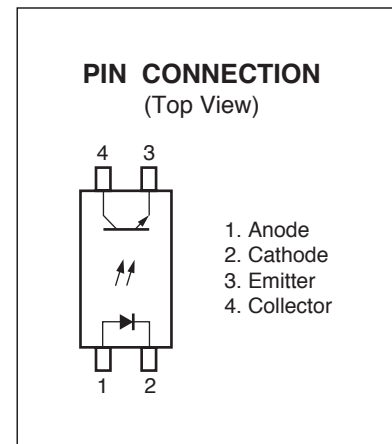 PIN CONNECTION
(Top View)
4 3
1. Anode
2. Cathode
3. Emitter
4. Collector
1 2